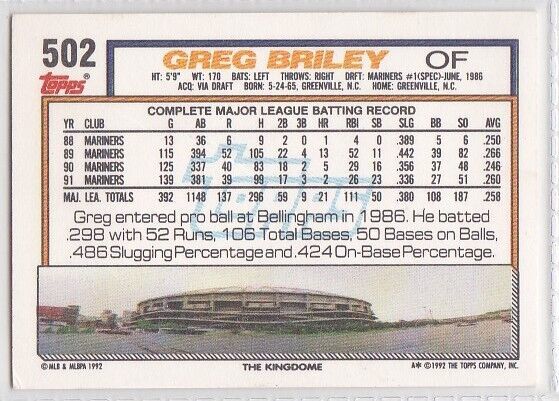 502
Topps®
GREG BRILEY OF
HT: 5'9" WT: 170 BATS: LEFT THROWS: RIGHT DRFT: MARINERS #1(SPEC)-JUNE, 1986
ACQ: VIA DRAFT BORN: 5-24-65, GREENVILLE, N.C. HOME: GREENVILLE, N.C.
COMPLETE MAJOR LEAGUE BATTING RECORD
YR CLUB G AB R H 2B 3B HR RBI SB SLG BB SO AVG
88 MARINERS 13 36 6 9 2 0 1 4 0 .389 5 6 .250
89 MARINERS 115 394 52 105 22 4 13 52 11 .442 39 82 .266
90 MARINERS 125 337 40 83 18 2 5 29 16 .356 37 48 .246
91 MARINERS 139 381 39 99 17 3 2 26 23 .336 27 51 .260
MAJ. LEA. TOTALS 392 1148 137 296 59 9 21 111 50 .380 108 187 .258
Greg entered pro ball at Bellingham in 1986. He batted
.298 with 52 Runs, 106 Total Bases, 50 Bases on Balls,
.486 Slugging Percentage and .424 On-Base Percentage.
©MLB & MLBPA 1992 THE KINGDOME A* ©1992 THE TOPPS COMPANY, INC.